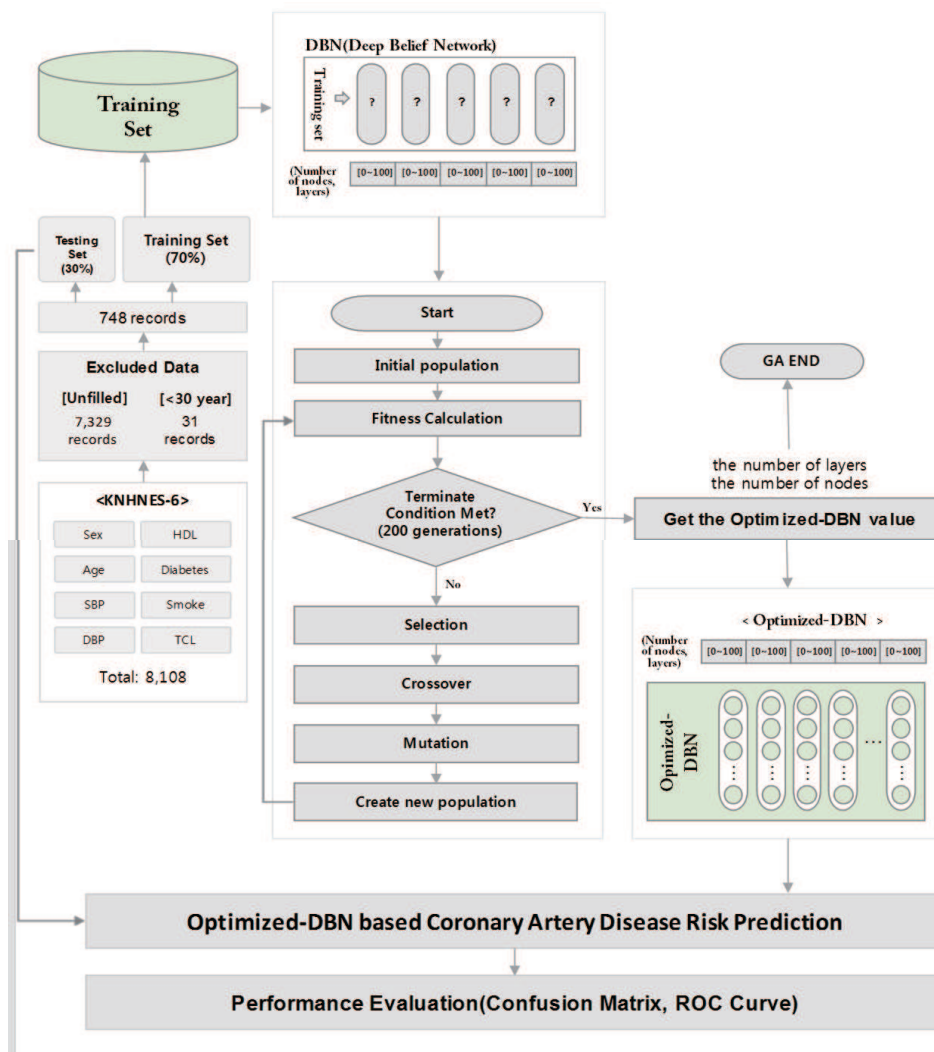 DBN(Deep Belief Network)
Training set
?
?
?
?
?
(Number
of nodes,
layers)
[0~100] [0~100] [0~100] [0~100] [0~100]
Training
Set
Testing
Set
(30%)
Training Set
(70%)
748 records
Excluded Data
[Unfilled]
7,329
records
[<30 year]
31
records
<KNHNES-6>
Sex
HDL
Age
Diabetes
SBP
Smoke
DBP
TCL
Total: 8,108
Start
Initial population
Fitness Calculation
Terminate
Condition Met?
(200 generations)
Yes
No
Selection
Crossover
Mutation
Create new population
GA END
the number of layers
the number of nodes
Get the Optimized-DBN value
< Optimized-DBN >
(Number
of nodes,
layers)
[0~100] [0~100] [0~100] [0~100] [0~100]
Opimized-
DBN
...
Optimized-DBN based Coronary Artery Disease Risk Prediction
Performance Evaluation(Confusion Matrix, ROC Curve)